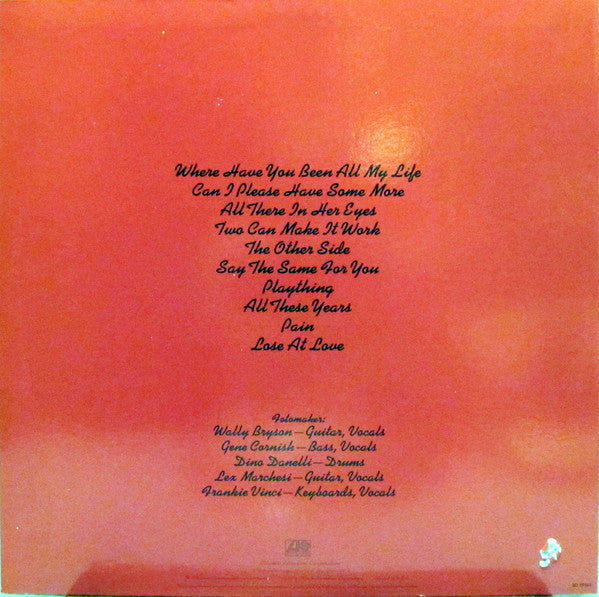 Where Have You Been All My Life
Can I Please Have Some More
All There In Her Eyes
Two Can Make It Work
The Other Side
Say The Same For You
Plaything
All These Years
Pain
Lose At Love
Fotomaker:
Wally Bryson—Guitar, Vocals
Gene Cornish—Bass, Vocals
Dino Danelli—Drums
Lex Marchesi—Guitar, Vocals
Frankie Vinci—Keyboards, Vocals